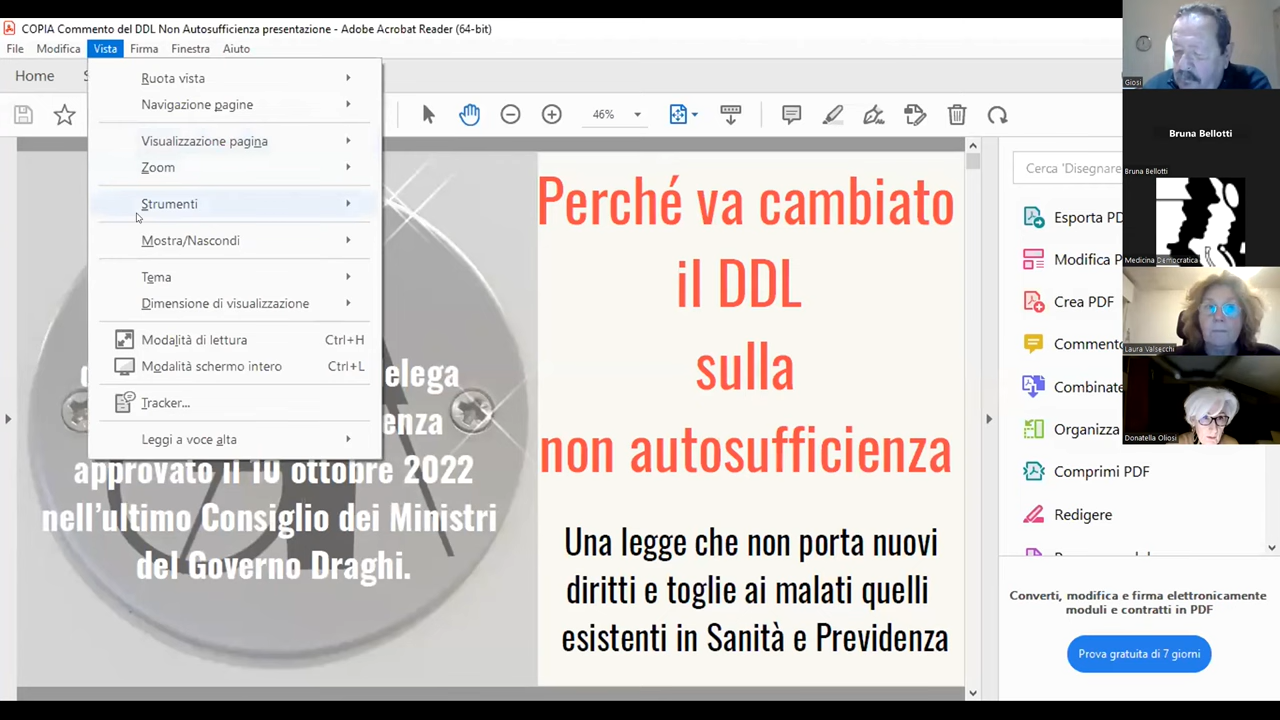 COPIA Commento del DDL Non Autosufficienza presentazione - Adobe Acrobat Reader (64-bit)
File Modifica Vista Firma Finestra Aiuto
Home
46%
Ruota vista
Navigazione pagine
Visualizzazione pagina
Zoom
Strumenti
Mostra/Nascondi
Tema
Dimensione di visualizzazione
Modalità di lettura Ctrl+H
Modalità schermo intero Ctrl+L
Tracker...
Leggi a voce alta
elega
enza
approvato il 10 ottobre 2022
nell'ultimo Consiglio dei Ministri
del Governo Draghi.
Perché va cambiato
il DDL
sulla
non autosufficienza
Una legge che non porta nuovi
diritti e toglie ai malati quelli
esistenti in Sanità e Previdenza
Cerca 'Disegnare
Esporta PD
Modifica P
Crea PDF
Comment
Combinate
Organizza
Comprimi PDF
Redigere
Converti, modifica e firma elettronicamente
moduli e contratti in PDF
Prova gratuita di 7 giorni
Giosi
Bruna Bellotti
Bruna Bellotti
Medicina Democratica
Laura Valsecchi
Donatella Oliosi